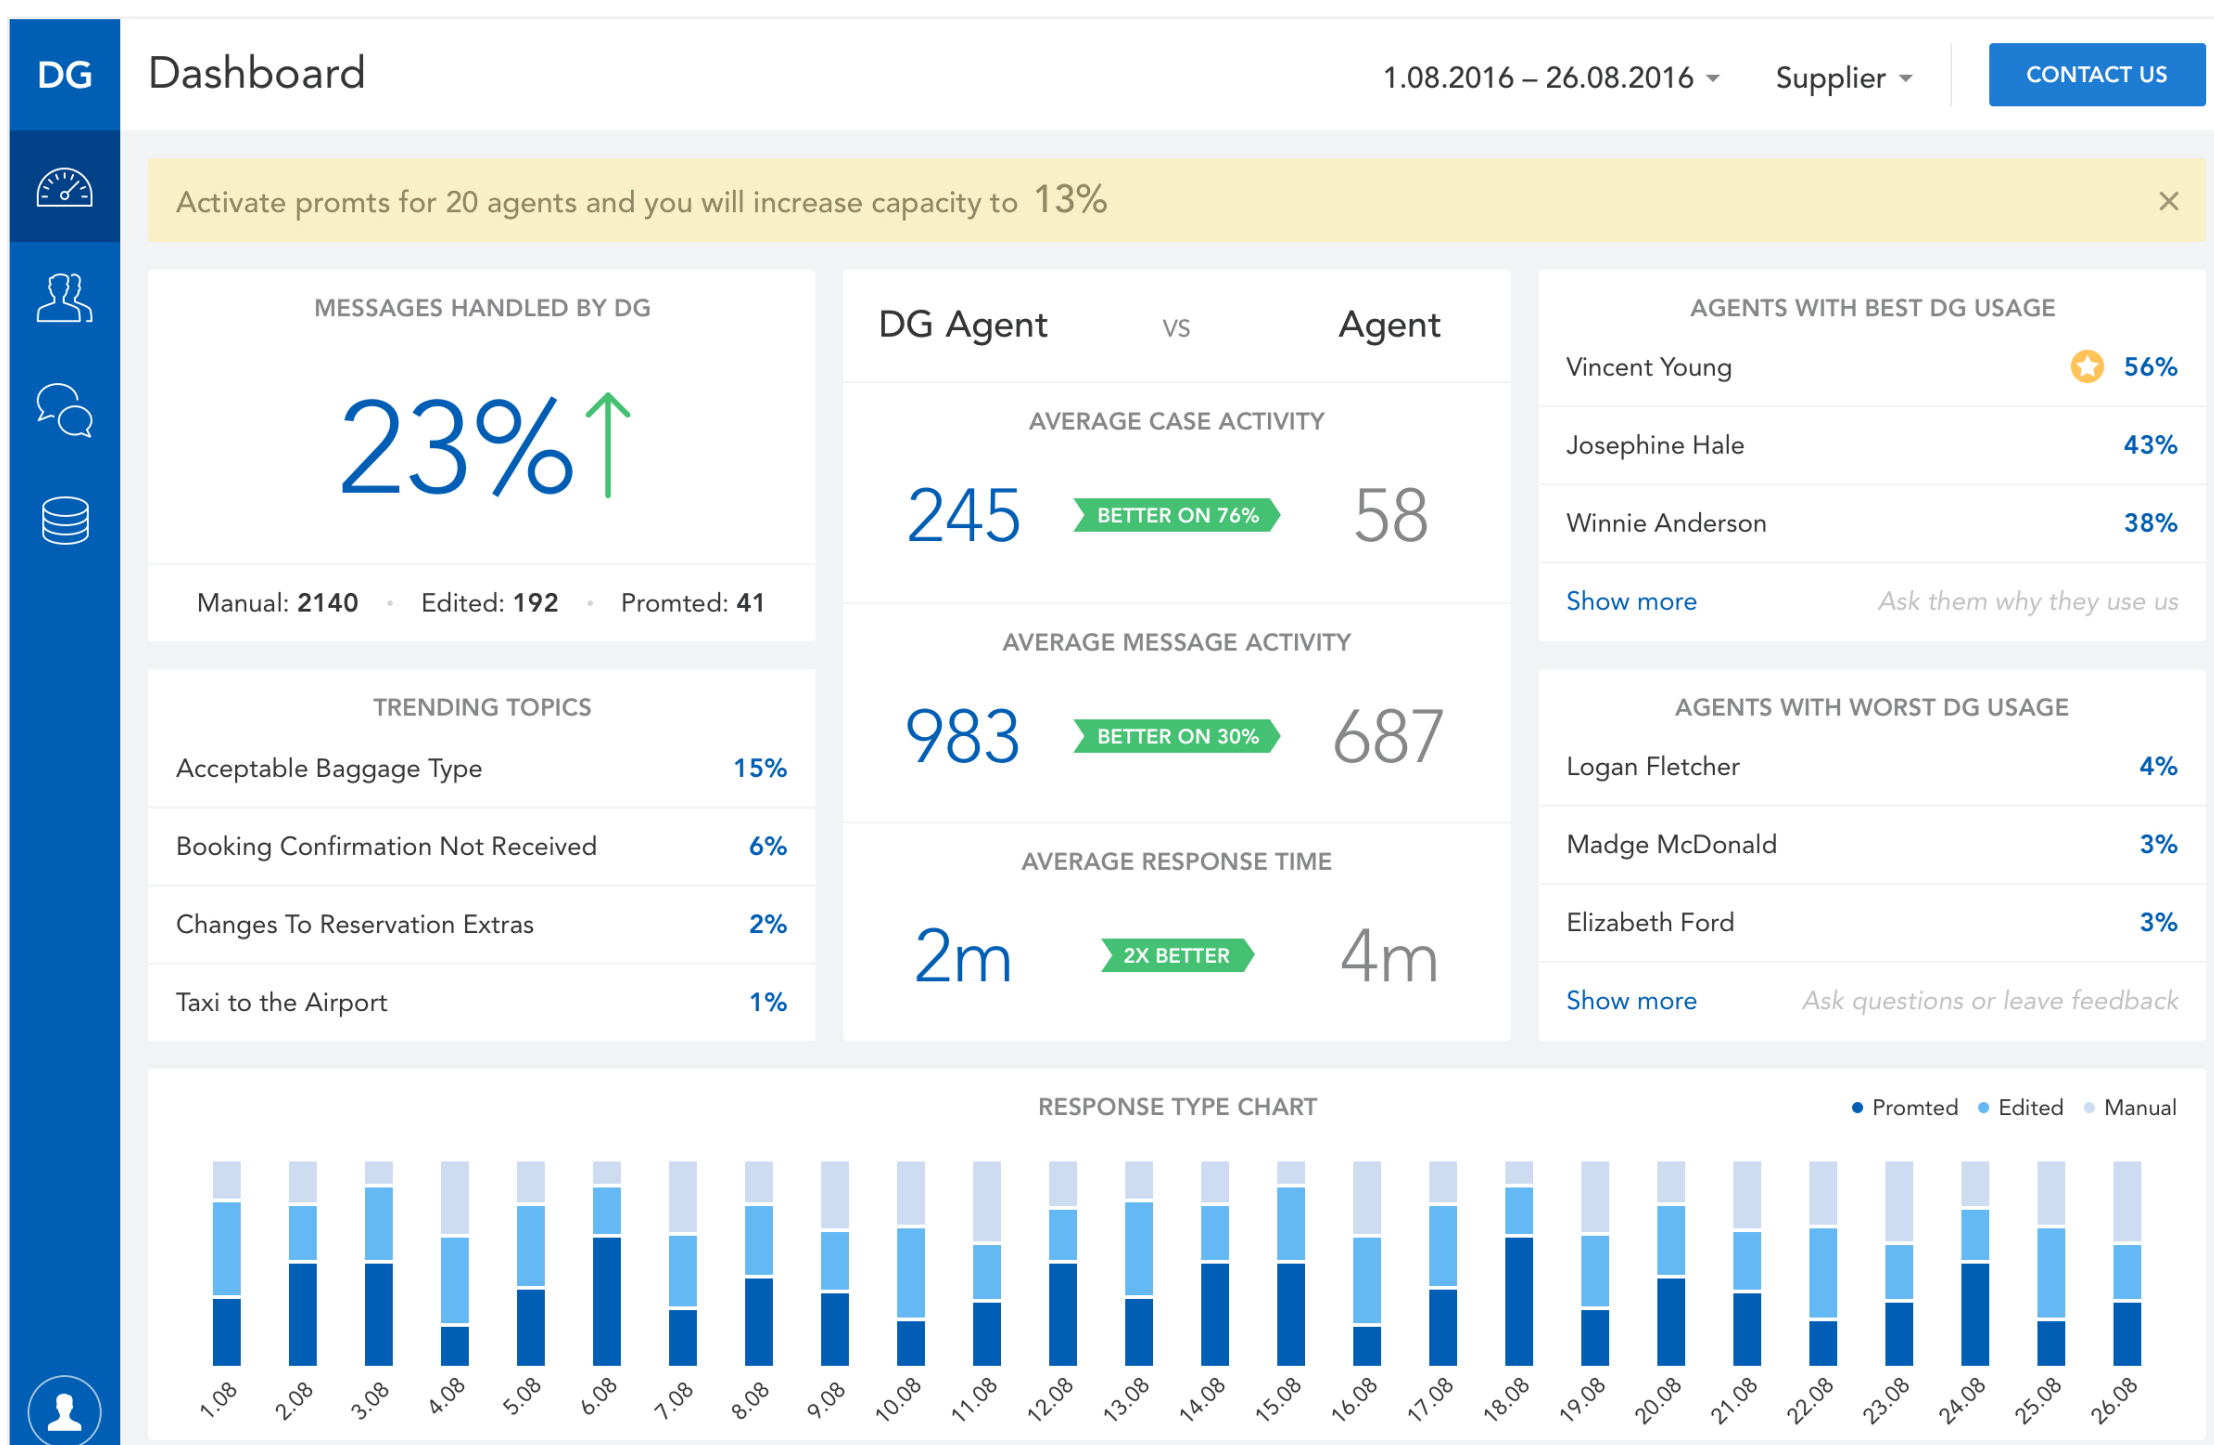 DG
Dashboard
1.08.2016 – 26.08.2016
Supplier
CONTACT US
Activate promts for 20 agents and you will increase capacity to 13%
MESSAGES HANDLED BY DG
23%
Manual: 2140 • Edited: 192 • Promted: 41
TRENDING TOPICS
Acceptable Baggage Type 15%
Booking Confirmation Not Received 6%
Changes To Reservation Extras 2%
Taxi to the Airport 1%
DG Agent VS Agent
AVERAGE CASE ACTIVITY
245 BETTER ON 76% 58
AVERAGE MESSAGE ACTIVITY
983 BETTER ON 30% 687
AVERAGE RESPONSE TIME
2m 2X BETTER 4m
AGENTS WITH BEST DG USAGE
Vincent Young 56%
Josephine Hale 43%
Winnie Anderson 38%
Show more Ask them why they use us
AGENTS WITH WORST DG USAGE
Logan Fletcher 4%
Madge McDonald 3%
Elizabeth Ford 3%
Show more Ask questions or leave feedback
RESPONSE TYPE CHART
Promted Edited Manual
1.08 2.08 3.08 4.08 5.08 6.08 7.08 8.08 9.08 10.08 11.08 12.08 13.08 14.08 15.08 16.08 17.08 18.08 19.08 20.08 21.08 22.08 23.08 24.08 25.08 26.08